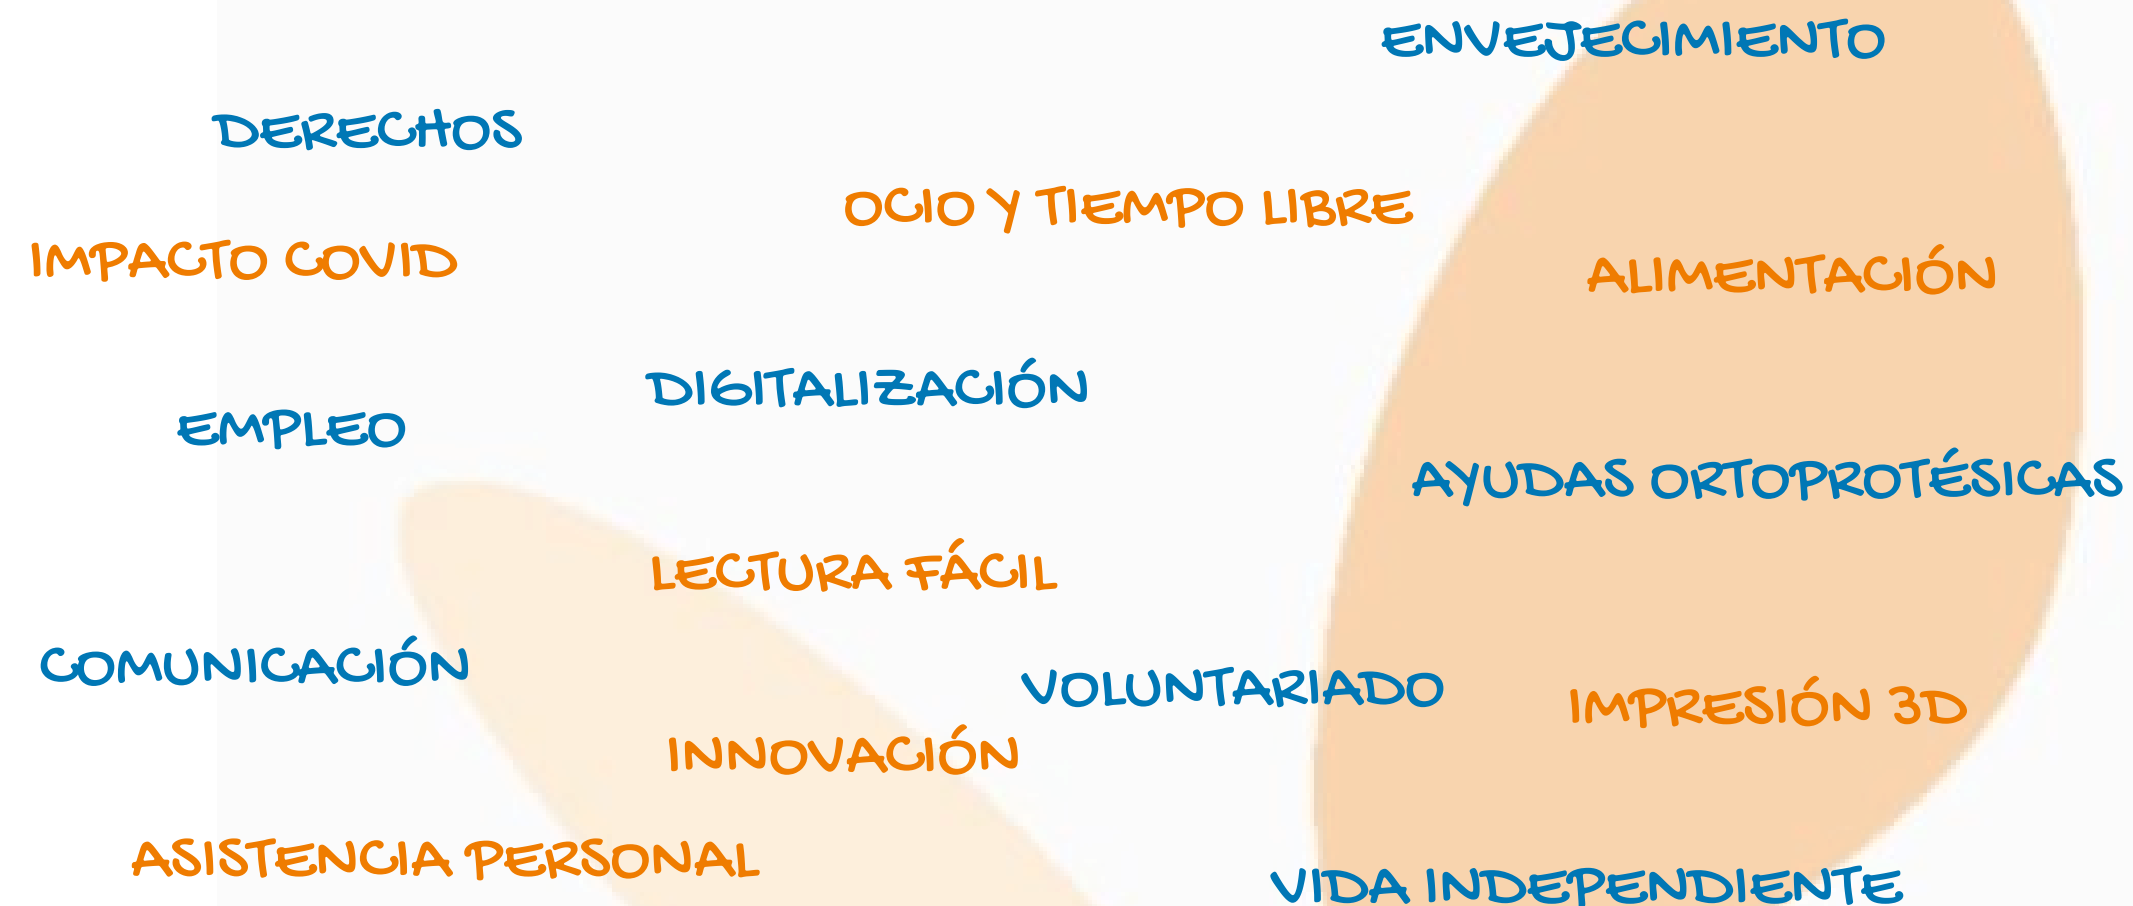 ENVEJECIMIENTO
DERECHOS
OCIO Y TIEMPO LIBRE
IMPACTO COVID
ALIMENTACIÓN
DIGITALIZACIÓN
EMPLEO
AYUDAS ORTOPROTÉSICAS
LECTURA FÁCIL
COMUNICACIÓN
VOLUNTARIADO
IMPRESIÓN 3D
INNOVACIÓN
ASISTENCIA PERSONAL
VIDA INDEPENDIENTE